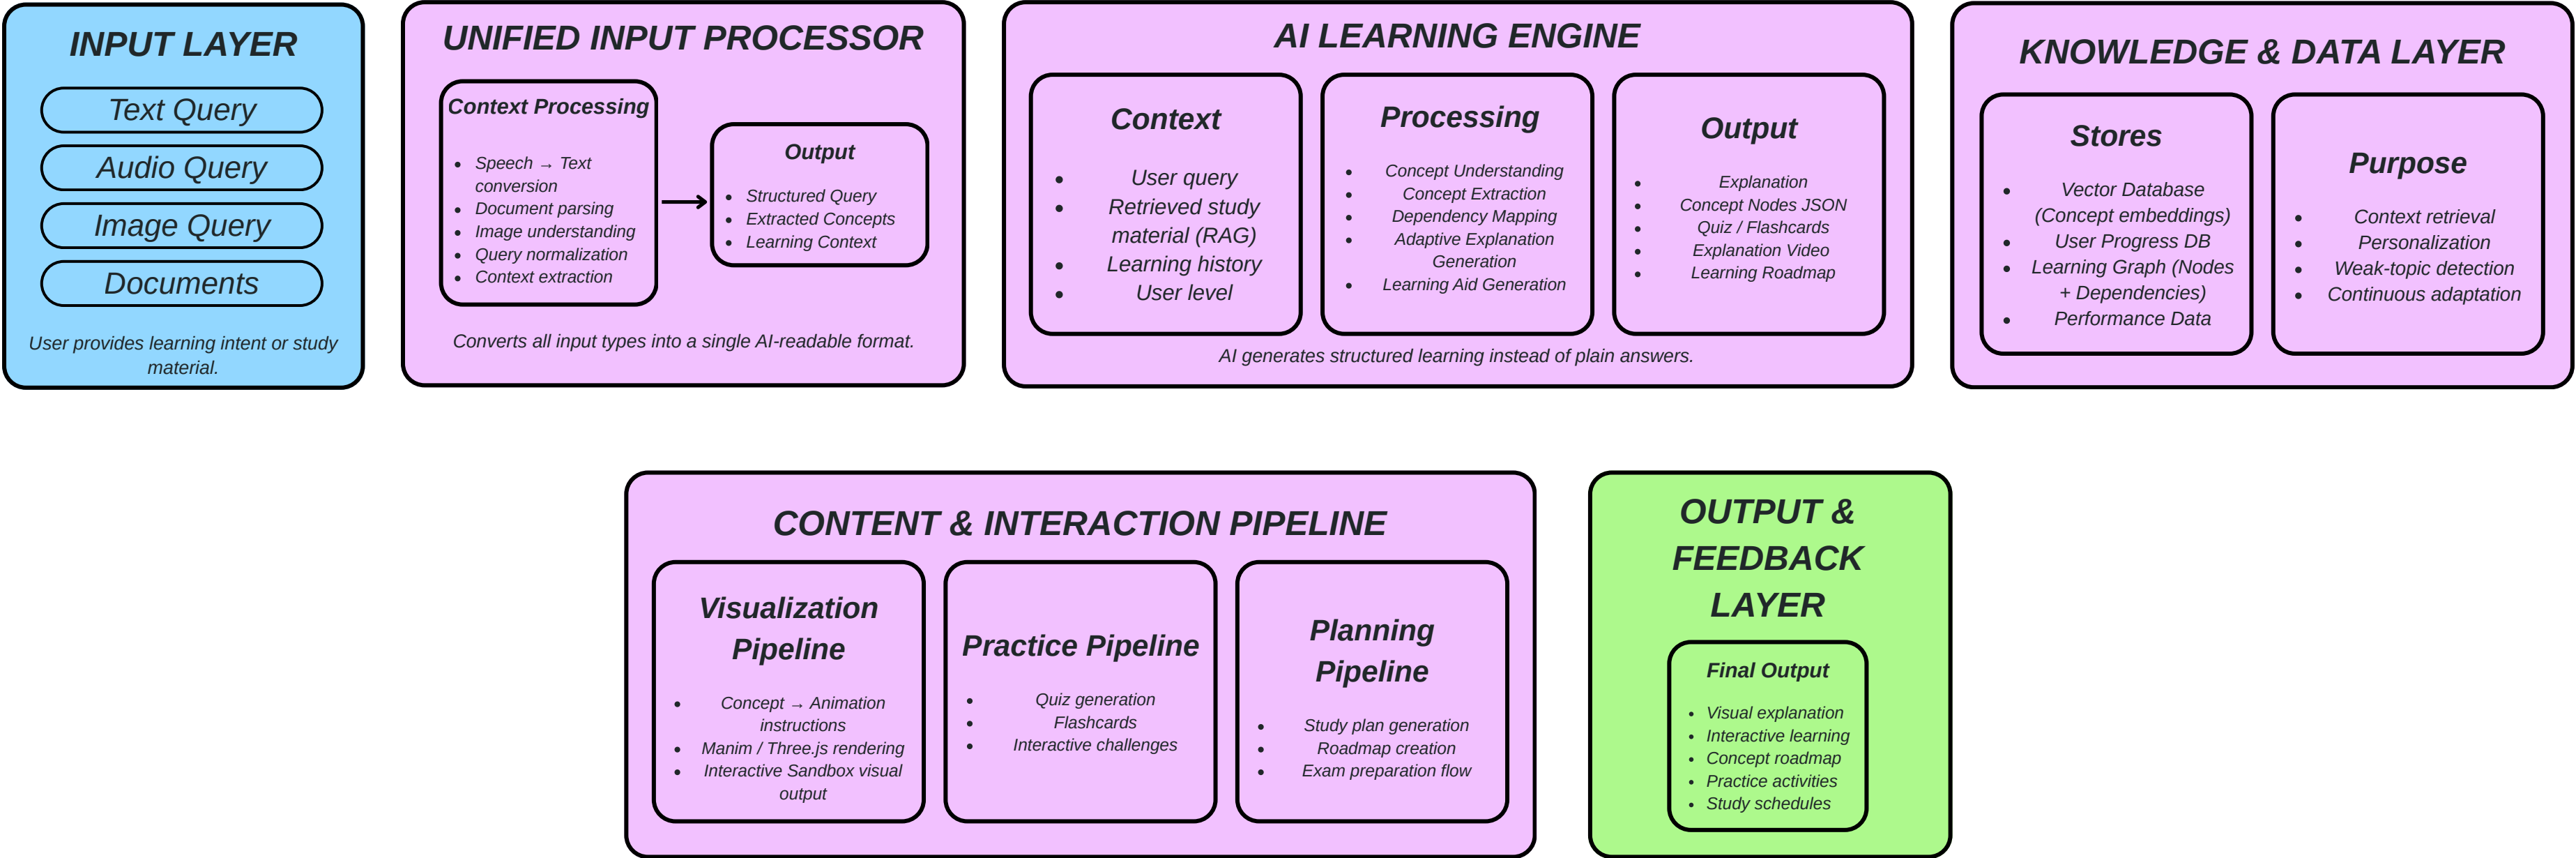 INPUT LAYER
Text Query
Audio Query
Image Query
Documents
User provides learning intent or study
material.
UNIFIED INPUT PROCESSOR
Context Processing
• Speech → Text
conversion
• Document parsing
• Image understanding
• Query normalization
• Context extraction
Output
• Structured Query
• Extracted Concepts
• Learning Context
Converts all input types into a single AI-readable format.
AI LEARNING ENGINE
Context
• User query
• Retrieved study
material (RAG)
• Learning history
• User level
Processing
• Concept Understanding
• Concept Extraction
• Dependency Mapping
• Adaptive Explanation
Generation
• Learning Aid Generation
Output
• Explanation
• Concept Nodes JSON
• Quiz / Flashcards
• Explanation Video
• Learning Roadmap
AI generates structured learning instead of plain answers.
KNOWLEDGE & DATA LAYER
Stores
• Vector Database
(Concept embeddings)
• User Progress DB
• Learning Graph (Nodes
+ Dependencies)
• Performance Data
Purpose
• Context retrieval
• Personalization
• Weak-topic detection
• Continuous adaptation
CONTENT & INTERACTION PIPELINE
Visualization
Pipeline
• Concept → Animation
instructions
• Manim / Three.js rendering
• Interactive Sandbox visual
output
Practice Pipeline
• Quiz generation
• Flashcards
• Interactive challenges
Planning
Pipeline
• Study plan generation
• Roadmap creation
• Exam preparation flow
OUTPUT &
FEEDBACK
LAYER
Final Output
• Visual explanation
• Interactive learning
• Concept roadmap
• Practice activities
• Study schedules